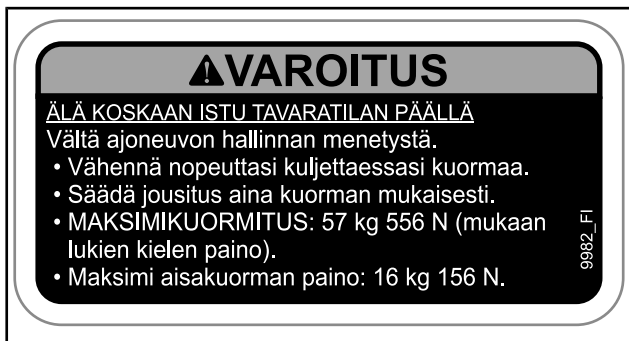 ⚠VAROITUS
ÄLÄ KOSKAAN ISTU TAVARATILAN PÄÄLLÄ
Vältä ajoneuvon hallinnan menetystä.
• Vähennä nopeuttasi kuljettaessasi kuormaa.
• Säädä jousitus aina kuorman mukaisesti.
• MAKSIMIKUORMITUS: 57 kg 556 N (mukaan
lukien kielen paino).
• Maksimi aisakuorman paino: 16 kg 156 N.
9982_FI